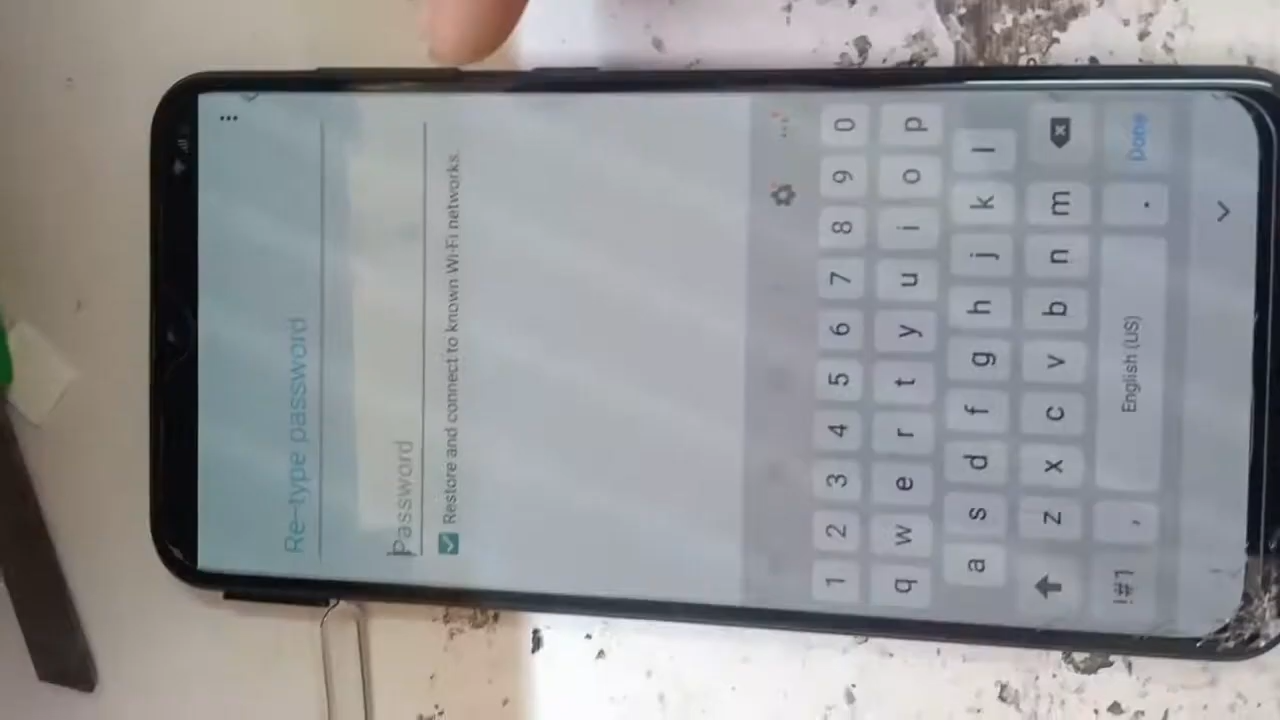 Re-type password
Password
Restore and connect to known Wi-Fi networks.
1 2 3 4 5 6 7 8 9 0
q w e r t y u i o p
a s d f g h j k l
z x c v b n m
!#1 , English (US) . Done